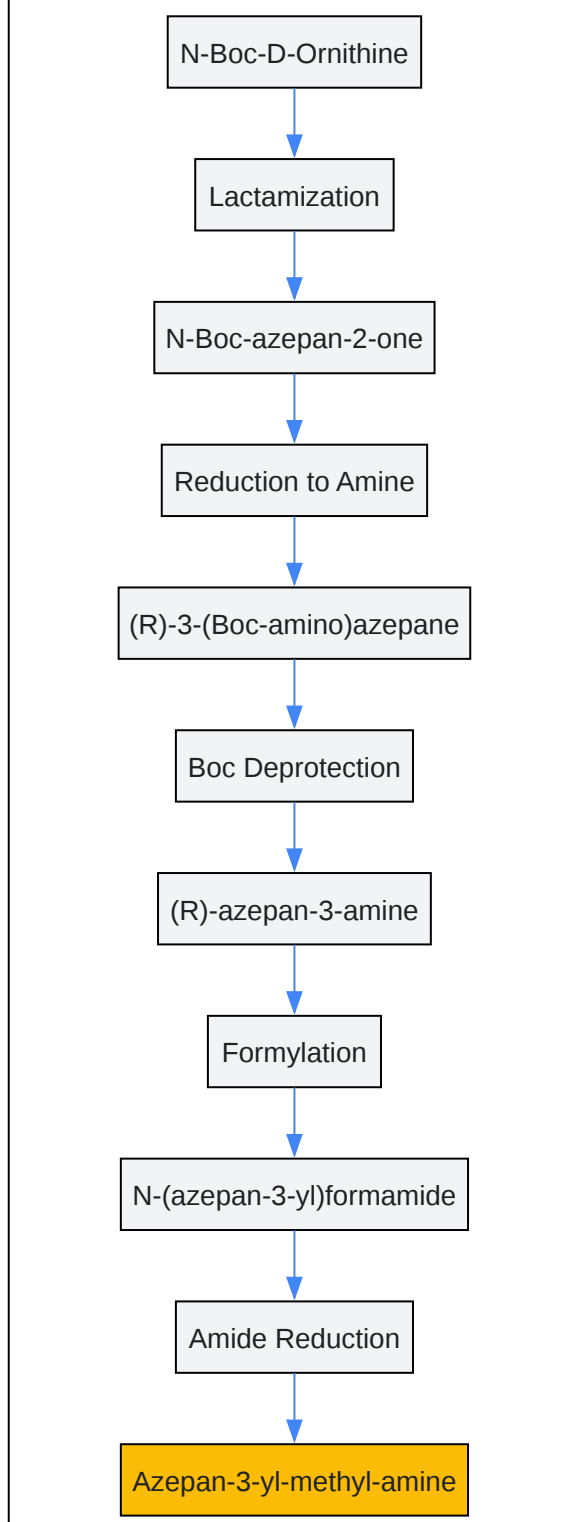 N-Boc-D-Ornithine
Lactamization
N-Boc-azepan-2-one
Reduction to Amine
(R)-3-(Boc-amino)azepane
Boc Deprotection
(R)-azepan-3-amine
Formylation
N-(azepan-3-yl)formamide
Amide Reduction
Azepan-3-yl-methyl-amine